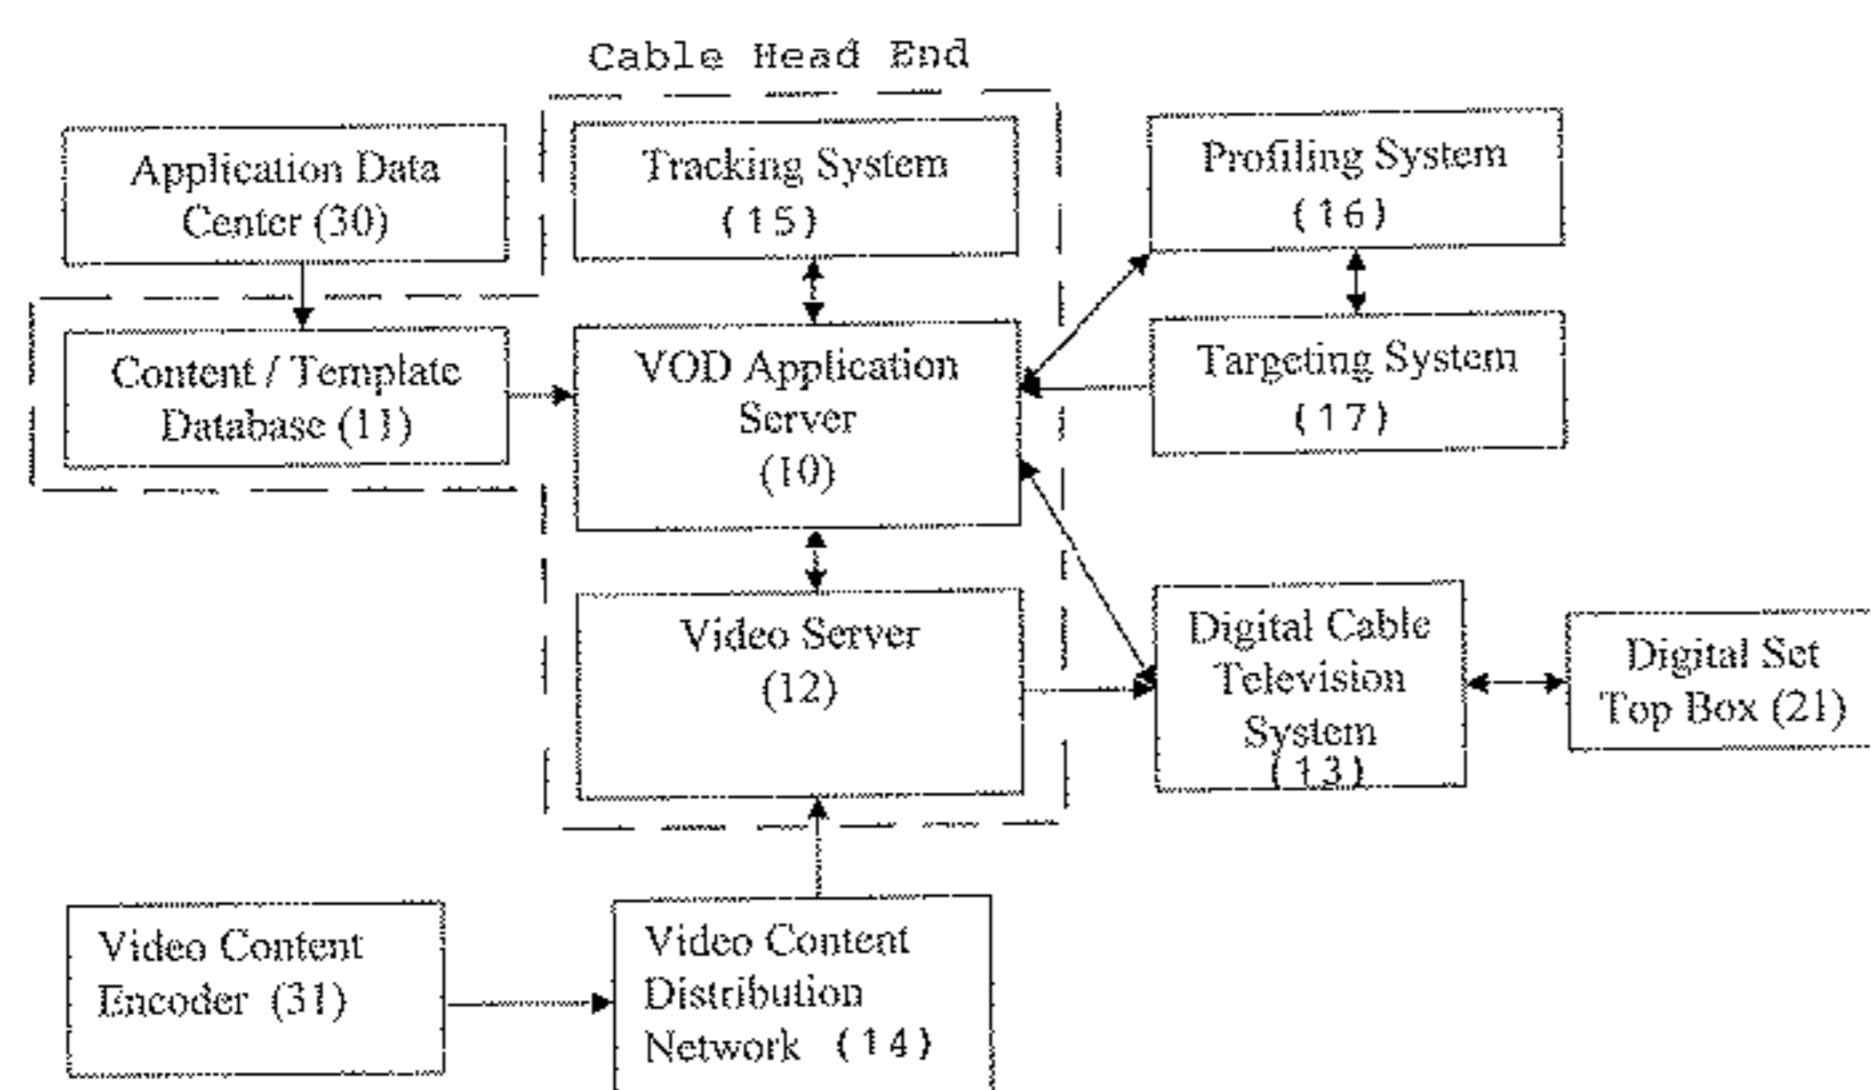 Cable Head End
Application Data
Center (30)
Tracking System
(15)
Profiling System
(16)
Content / Template
Database (11)
VOD Application
Server
(10)
Targeting System
(17)
Video Server
(12)
Digital Cable
Television
System
(13)
Digital Set
Top Box (21)
Video Content
Encoder (31)
Video Content
Distribution
Network (14)